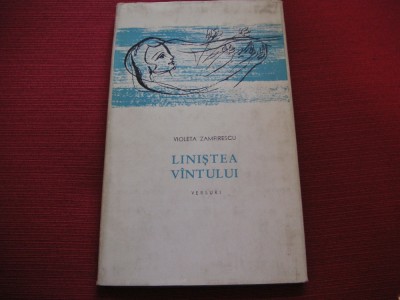 VIOLETA ZAMFIRESCU
LINIȘTEA
VÎNTULUI
VERSURI